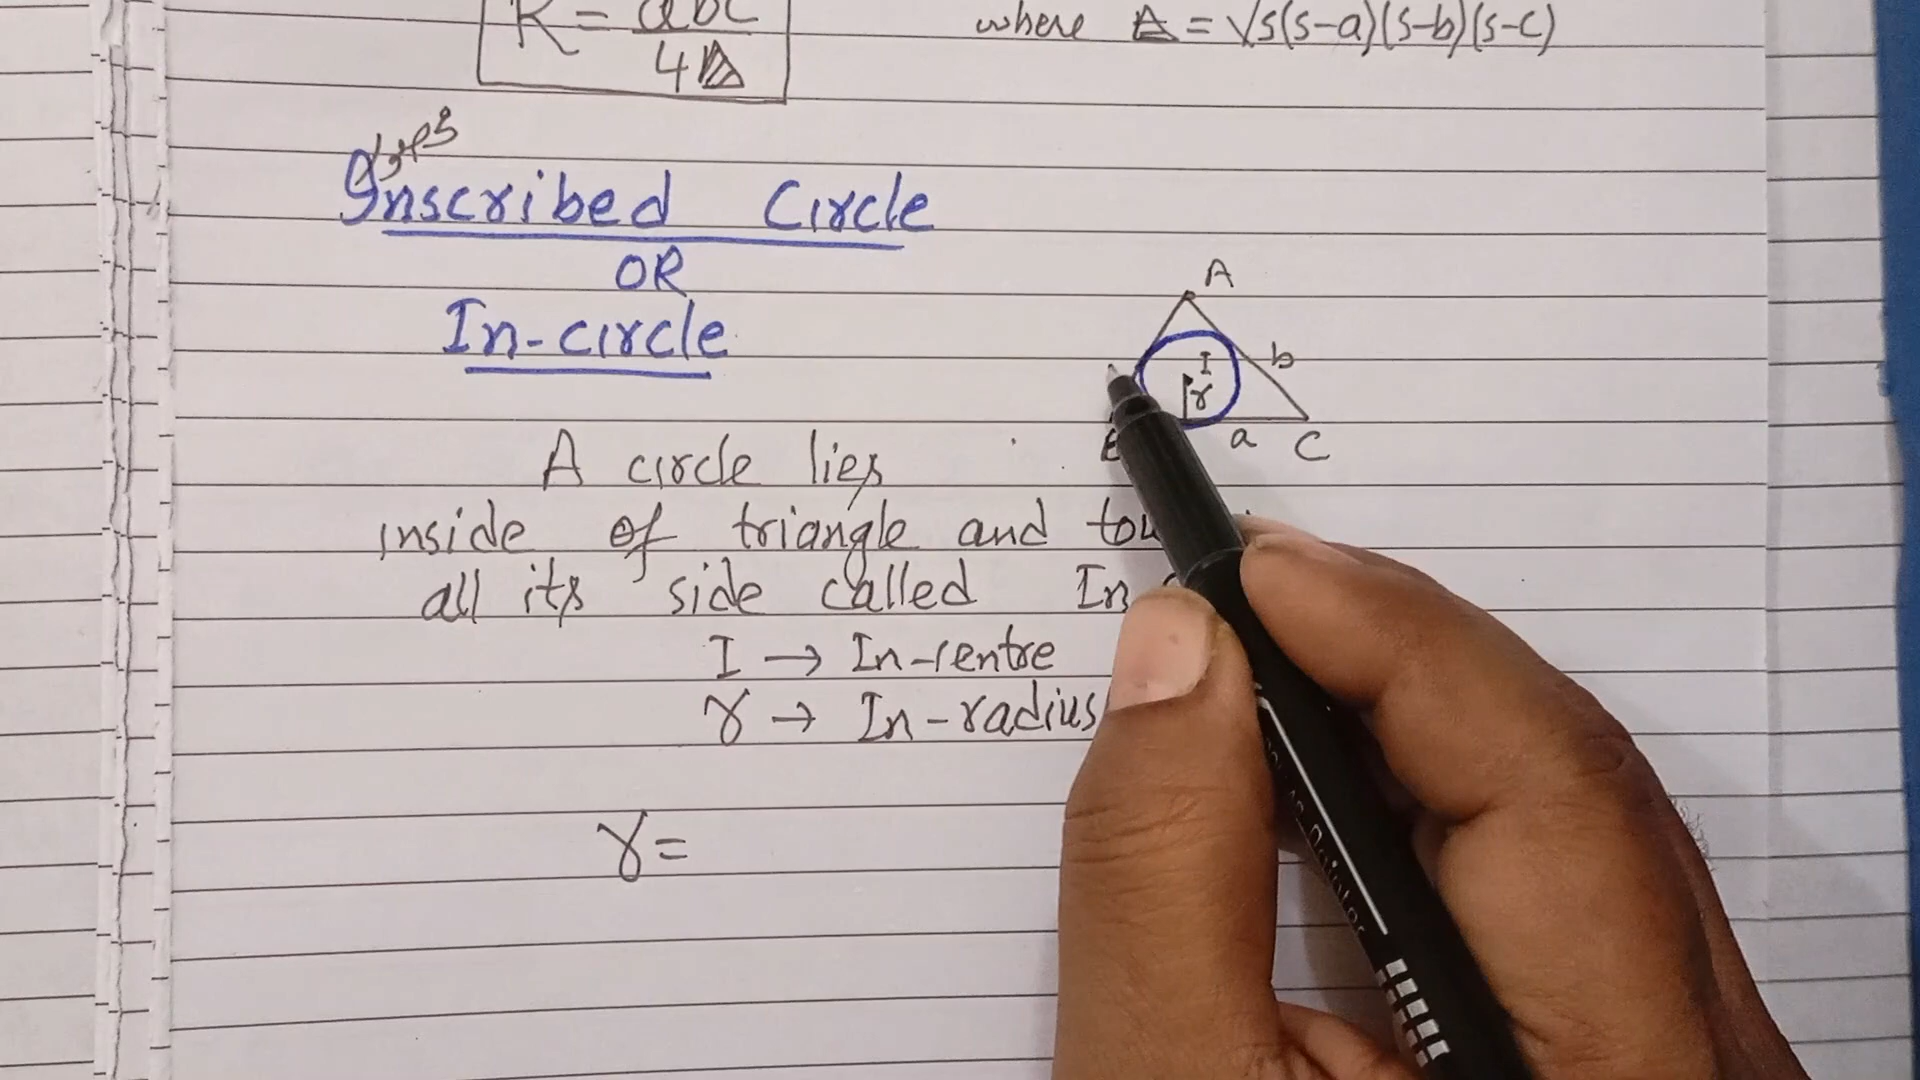 R = abc / 4Δ where Δ = √s(s-a)(s-b)(s-c)
Inscribed Circle
OR
In-circle
A
b
I
r
a C
A circle lies
inside of triangle and
all its side called In
I → In-centre
r → In-radius
r =